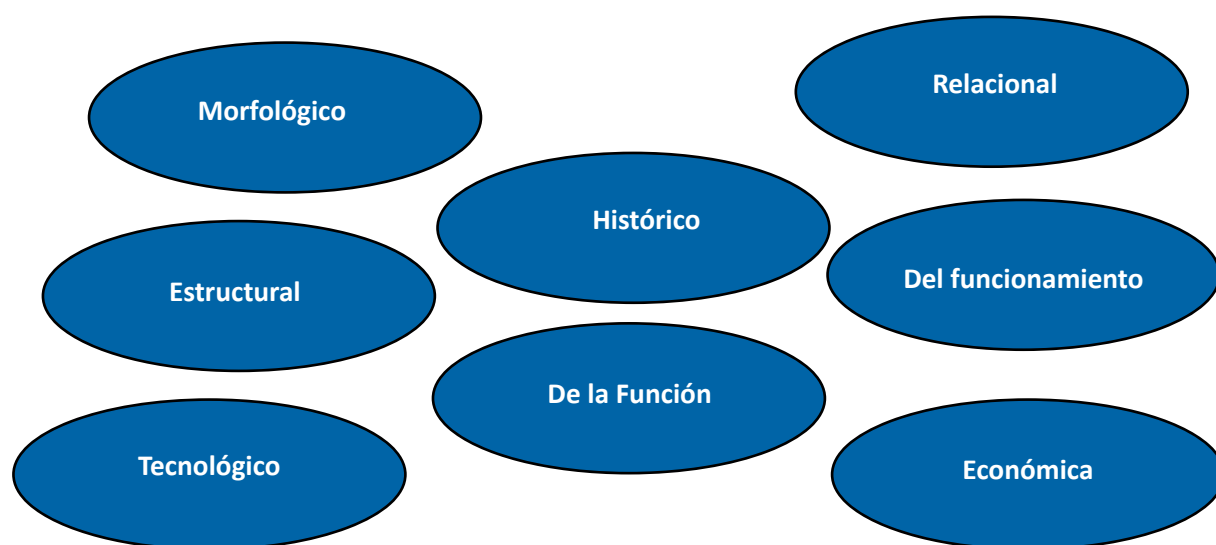 Morfológico
Relacional
Histórico
Estructural
Del funcionamiento
De la Función
Tecnológico
Económica